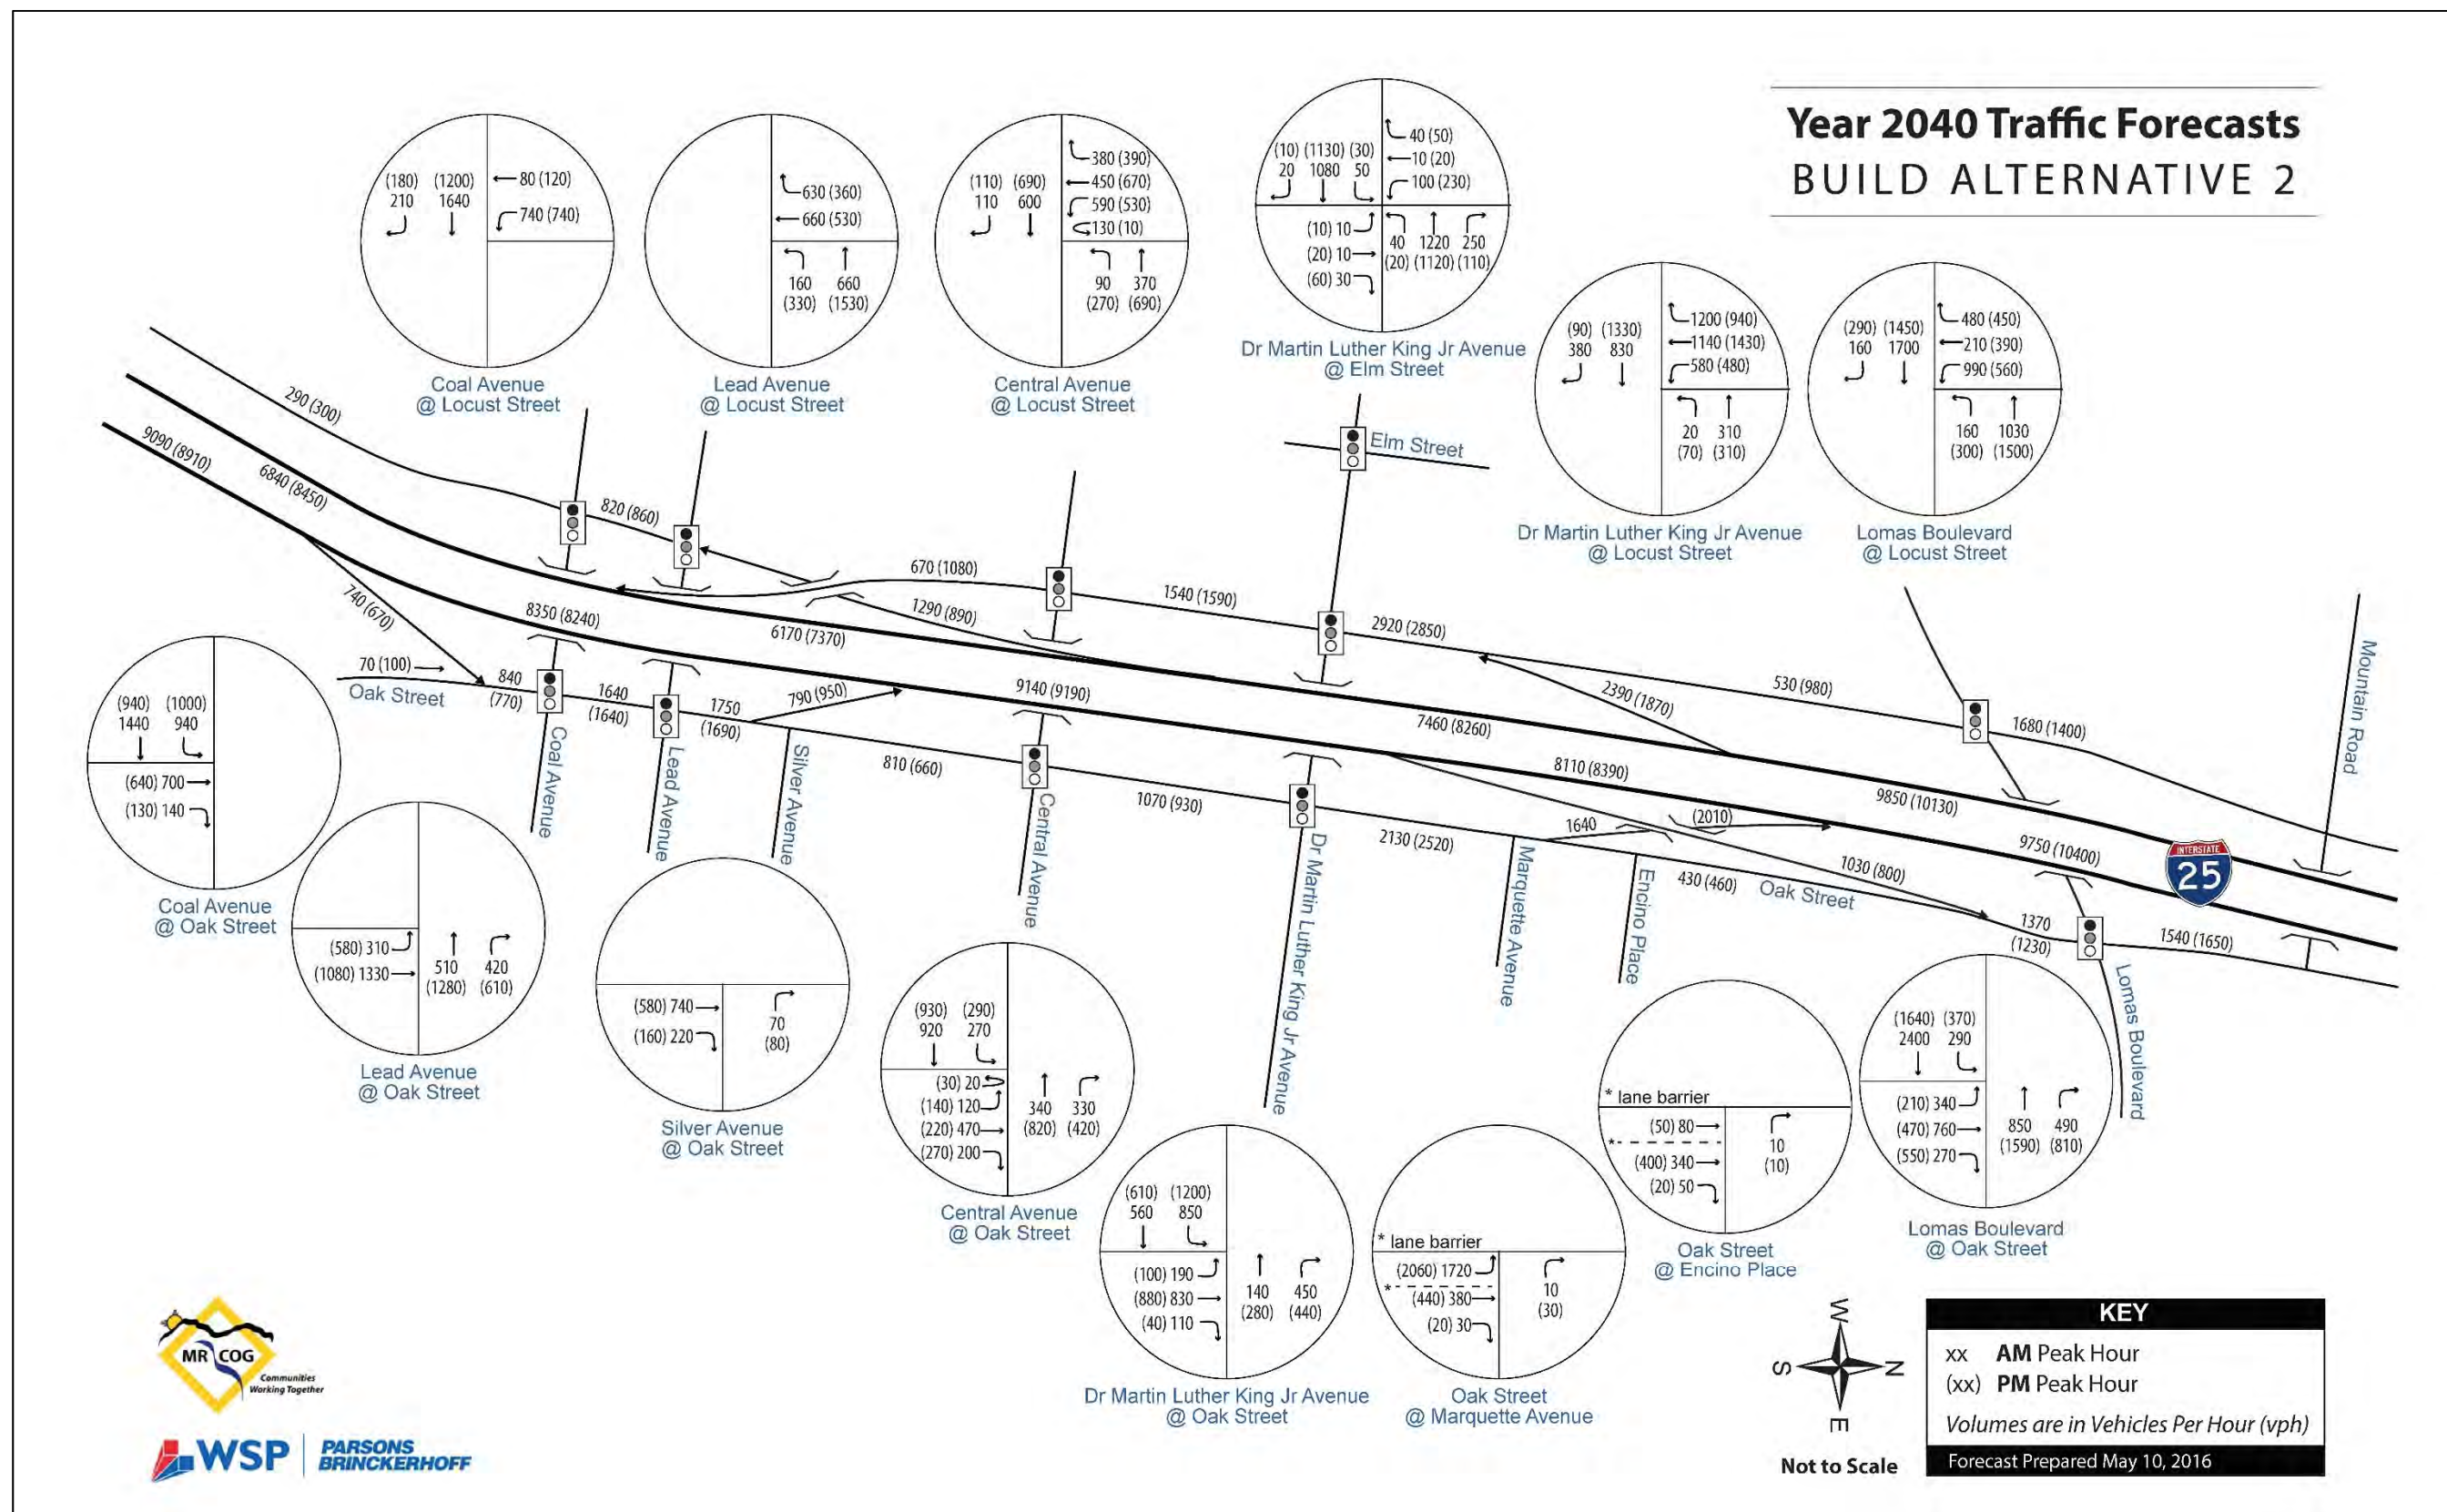 Year 2040 Traffic Forecasts
BUILD ALTERNATIVE 2
(180) (1200)
210 1640
80 (120)
740 (740)
Coal Avenue
@ Locust Street
630 (360)
660 (530)
160 660
(330) (1530)
Lead Avenue
@ Locust Street
(110) (690)
110 600
380 (390)
450 (670)
590 (530)
130 (10)
90 370
(270) (690)
Central Avenue
@ Locust Street
(10) (1130) (30)
20 1080 50
40 (50)
10 (20)
100 (230)
(10) 10
(20) 10
(60) 30
40 1220 250
(20) (1120) (110)
Dr Martin Luther King Jr Avenue
@ Elm Street
(90) (1330)
380 830
1200 (940)
1140 (1430)
580 (480)
20 310
(70) (310)
Dr Martin Luther King Jr Avenue
@ Locust Street
(290) (1450)
160 1700
480 (450)
210 (390)
990 (560)
160 1030
(300) (1500)
Lomas Boulevard
@ Locust Street
290 (300)
9090 (8910)
6840 (8450)
820 (860)
670 (1080)
1290 (890)
1540 (1590)
Elm Street
2920 (2850)
2390 (1870)
530 (980)
1680 (1400)
Mountain Road
740 (670)
8350 (8240)
6170 (7370)
9140 (9190)
7460 (8260)
8110 (8390)
9850 (10130)
9750 (10400)
INTERSTATE
25
70 (100)
Oak Street
840
(770)
1640
(1640)
1750
(1690)
790 (950)
810 (660)
1070 (930)
2130 (2520)
1640
(2010)
430 (460)
Oak Street
1030 (800)
1370
(1230)
1540 (1650)
Coal Avenue
Lead Avenue
Silver Avenue
Central Avenue
Dr Martin Luther King Jr Avenue
Marquette Avenue
Encino Place
Lomas Boulevard
(940) (1000)
1440 940
(640) 700
(130) 140
Coal Avenue
@ Oak Street
(580) 310
(1080) 1330
510 420
(1280) (610)
Lead Avenue
@ Oak Street
(580) 740
(160) 220
70
(80)
Silver Avenue
@ Oak Street
(930) (290)
920 270
(30) 20
(140) 120
(220) 470
(270) 200
340 330
(820) (420)
Central Avenue
@ Oak Street
(610) (1200)
560 850
(100) 190
(880) 830
(40) 110
140 450
(280) (440)
Dr Martin Luther King Jr Avenue
@ Oak Street
* lane barrier
(2060) 1720
*
(440) 380
(20) 30
10
(30)
Oak Street
@ Marquette Avenue
* lane barrier
(50) 80
*
(400) 340
(20) 50
10
(10)
Oak Street
@ Encino Place
(1640) (370)
2400 290
(210) 340
(470) 760
(550) 270
850 490
(1590) (810)
Lomas Boulevard
@ Oak Street
MR COG
Communities
Working Together
WSP
PARSONS
BRINCKERHOFF
W
S N
E
Not to Scale
KEY
xx AM Peak Hour
(xx) PM Peak Hour
Volumes are in Vehicles Per Hour (vph)
Forecast Prepared May 10, 2016